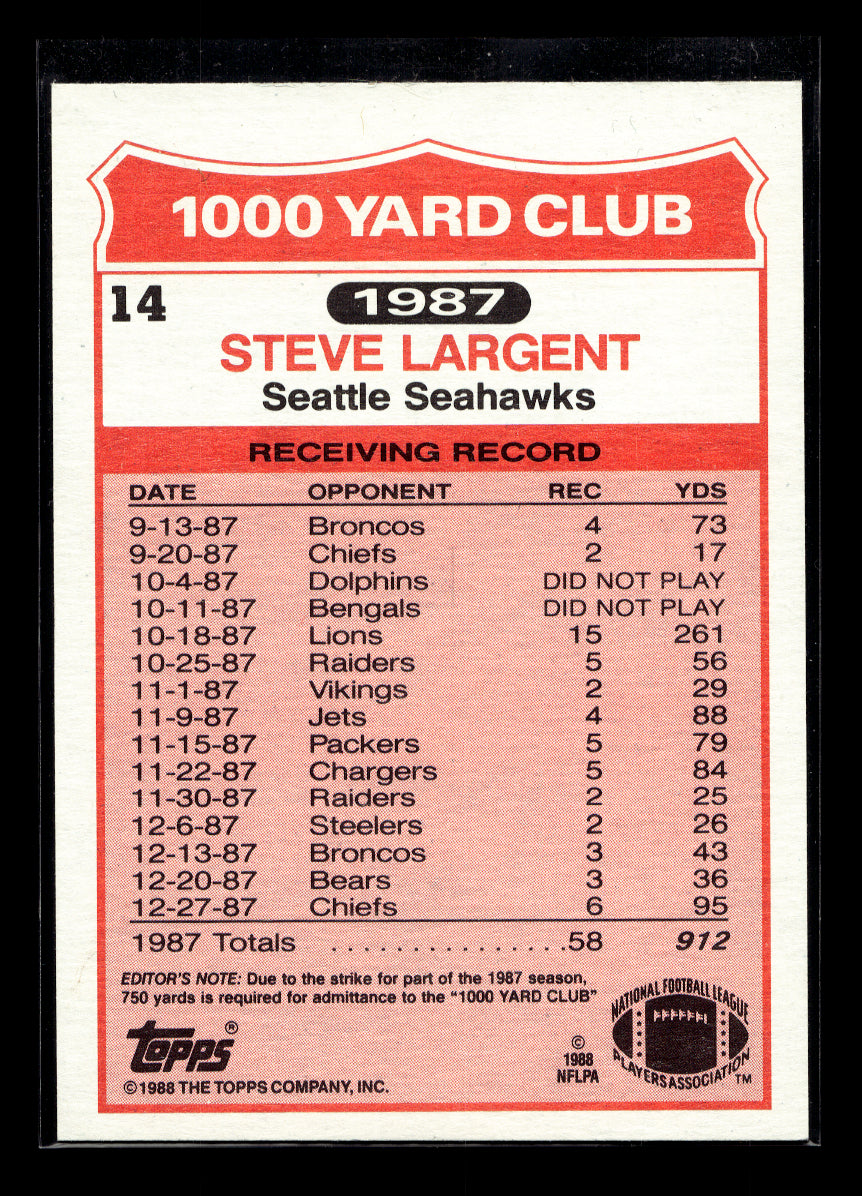 1000 YARD CLUB
14
1987
STEVE LARGENT
Seattle Seahawks
RECEIVING RECORD
DATE OPPONENT REC YDS
9-13-87 Broncos 4 73
9-20-87 Chiefs 2 17
10-4-87 Dolphins DID NOT PLAY
10-11-87 Bengals DID NOT PLAY
10-18-87 Lions 15 261
10-25-87 Raiders 5 56
11-1-87 Vikings 2 29
11-9-87 Jets 4 88
11-15-87 Packers 5 79
11-22-87 Chargers 5 84
11-30-87 Raiders 2 25
12-6-87 Steelers 2 26
12-13-87 Broncos 3 43
12-20-87 Bears 3 36
12-27-87 Chiefs 6 95
1987 Totals . . . . . . . . . . . . . . .58 912
EDITOR'S NOTE: Due to the strike for part of the 1987 season,
750 yards is required for admittance to the "1000 YARD CLUB"
topps®
©1988 THE TOPPS COMPANY, INC.
©
1988
NFLPA
NATIONAL FOOTBALL LEAGUE
PLAYERS ASSOCIATION TM